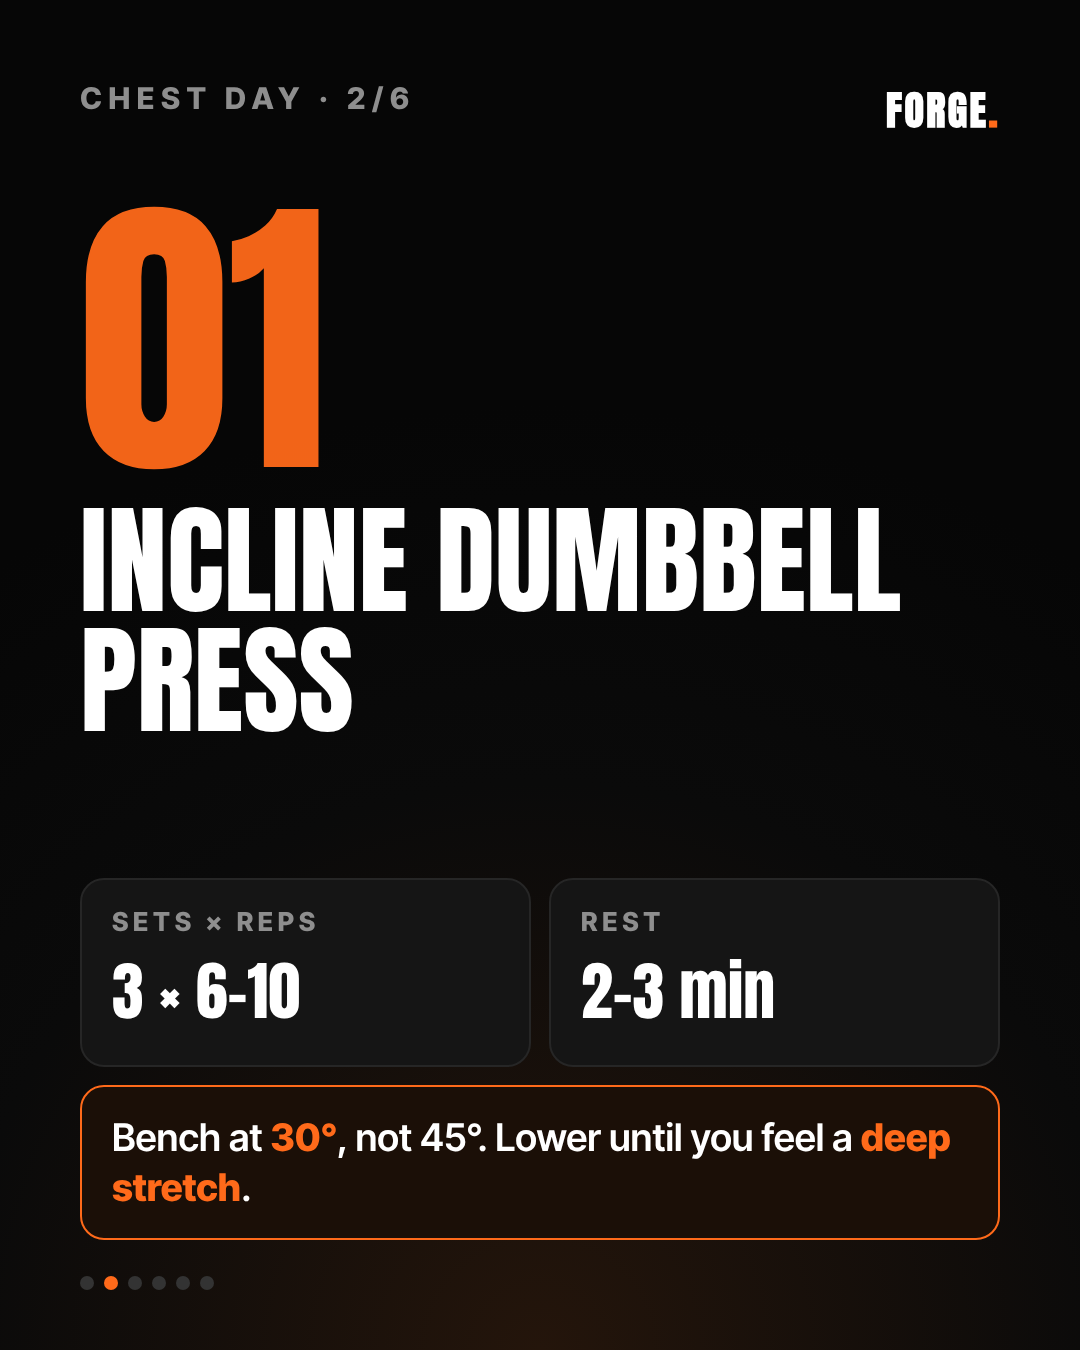 CHEST DAY · 2/6
FORGE.
01
INCLINE DUMBBELL
PRESS
SETS × REPS
3 × 6-10
REST
2-3 min
Bench at 30°, not 45°. Lower until you feel a deep
stretch.